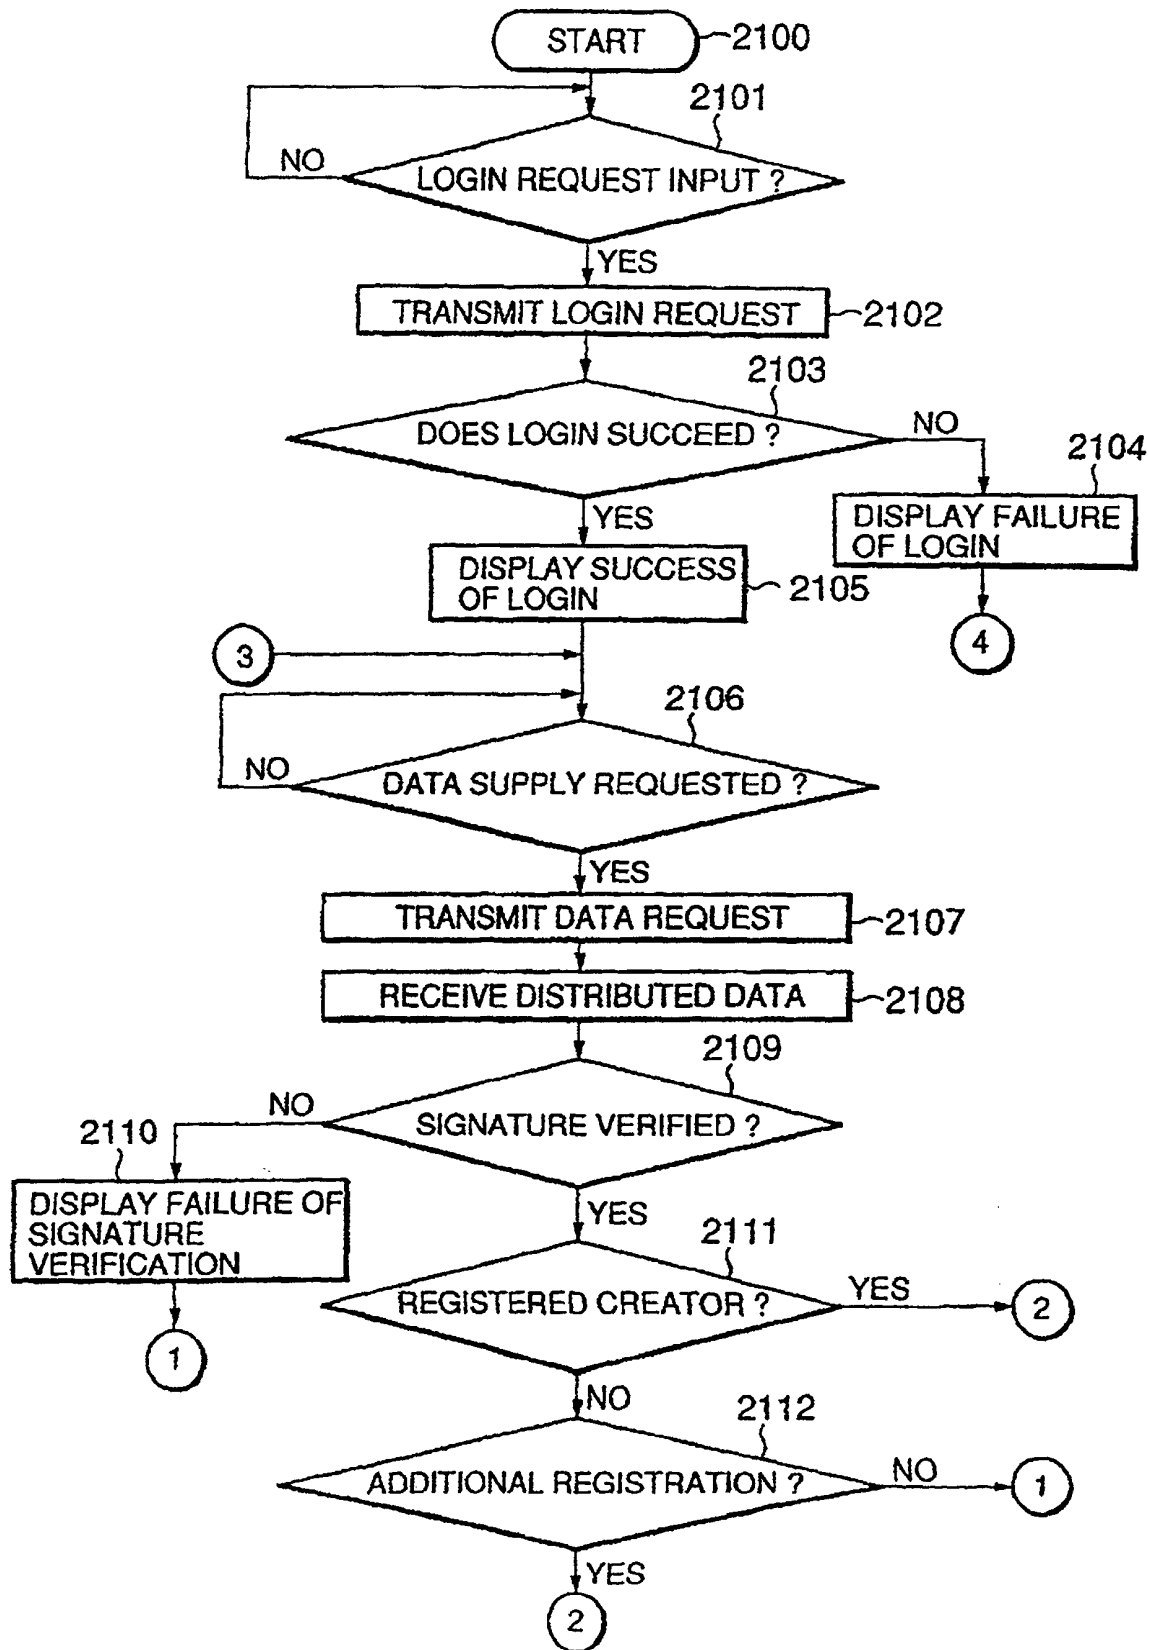 START
2100
2101
NO
LOGIN REQUEST INPUT ?
YES
TRANSMIT LOGIN REQUEST
2102
2103
DOES LOGIN SUCCEED ?
NO
2104
YES
DISPLAY FAILURE
OF LOGIN
DISPLAY SUCCESS
OF LOGIN
2105
4
3
2106
NO
DATA SUPPLY REQUESTED ?
YES
TRANSMIT DATA REQUEST
2107
RECEIVE DISTRIBUTED DATA
2108
2109
NO
SIGNATURE VERIFIED ?
2110
DISPLAY FAILURE OF
SIGNATURE
VERIFICATION
YES
2111
REGISTERED CREATOR ?
YES
2
1
NO
2112
ADDITIONAL REGISTRATION ?
NO
1
YES
2